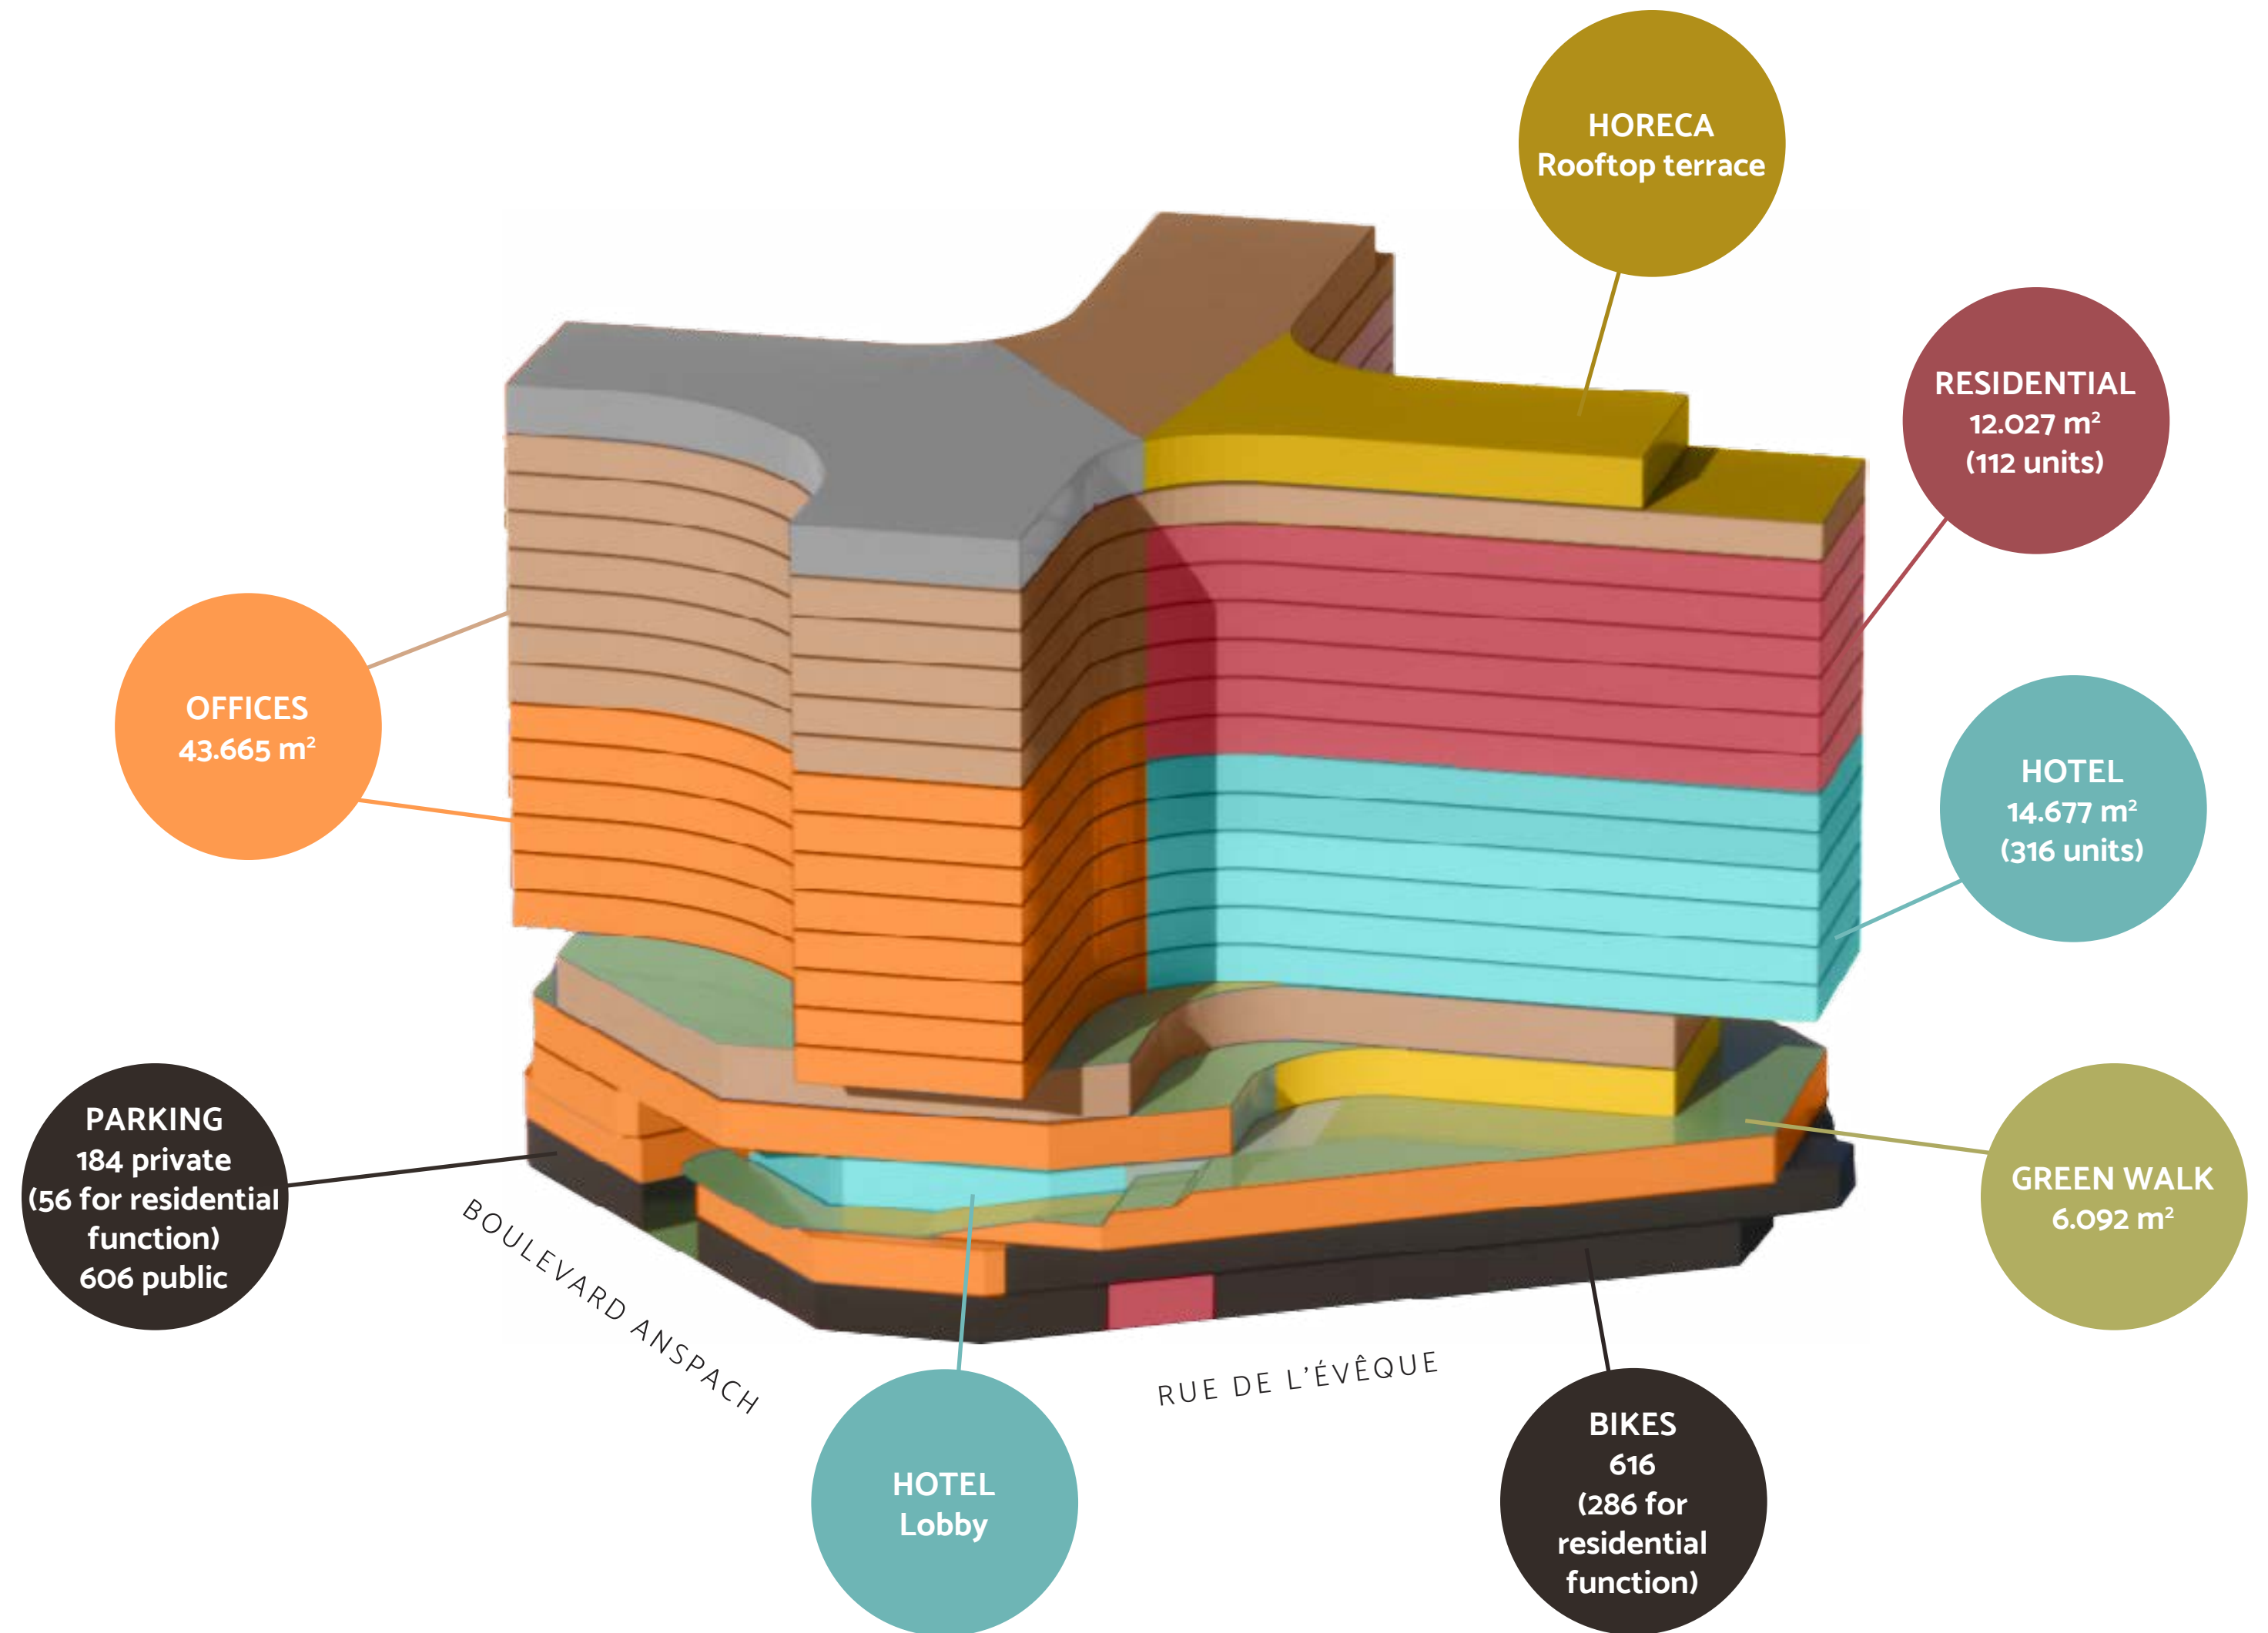 HORECA
Rooftop terrace
RESIDENTIAL
12.027 m²
(112 units)
OFFICES
43.665 m²
HOTEL
14.677 m²
(316 units)
PARKING
184 private
(56 for residential
function)
606 public
GREEN WALK
6.092 m²
BOULEVARD ANSPACH
RUE DE L'ÉVÊQUE
HOTEL
Lobby
BIKES
616
(286 for
residential
function)